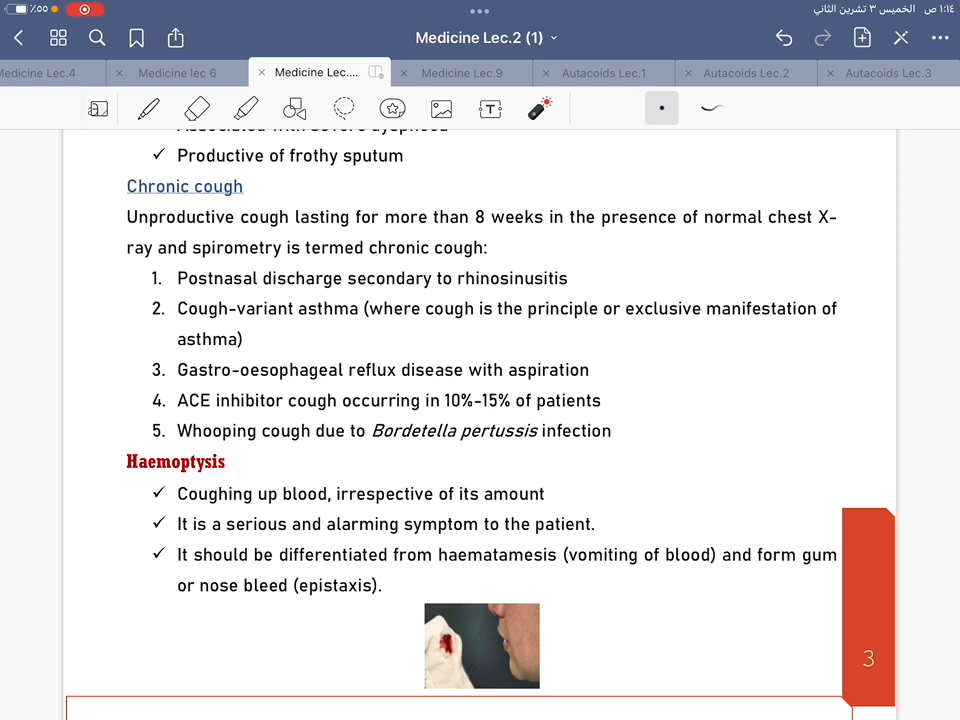 ٪٥٥
١:١٤ ص الخميس ٣ تشرين الثاني
Medicine Lec.2 (1)
Medicine Lec.4
Medicine lec 6
Medicine Lec....
Medicine Lec.9
Autacoids Lec.1
Autacoids Lec.2
Autacoids Lec.3
T
Associated with severe dyspnoea
✓ Productive of frothy sputum
Chronic cough
Unproductive cough lasting for more than 8 weeks in the presence of normal chest X-
ray and spirometry is termed chronic cough:
1. Postnasal discharge secondary to rhinosinusitis
2. Cough-variant asthma (where cough is the principle or exclusive manifestation of
asthma)
3. Gastro-oesophageal reflux disease with aspiration
4. ACE inhibitor cough occurring in 10%-15% of patients
5. Whooping cough due to Bordetella pertussis infection
Haemoptysis
✓ Coughing up blood, irrespective of its amount
✓ It is a serious and alarming symptom to the patient.
✓ It should be differentiated from haematamesis (vomiting of blood) and form gum
or nose bleed (epistaxis).
3